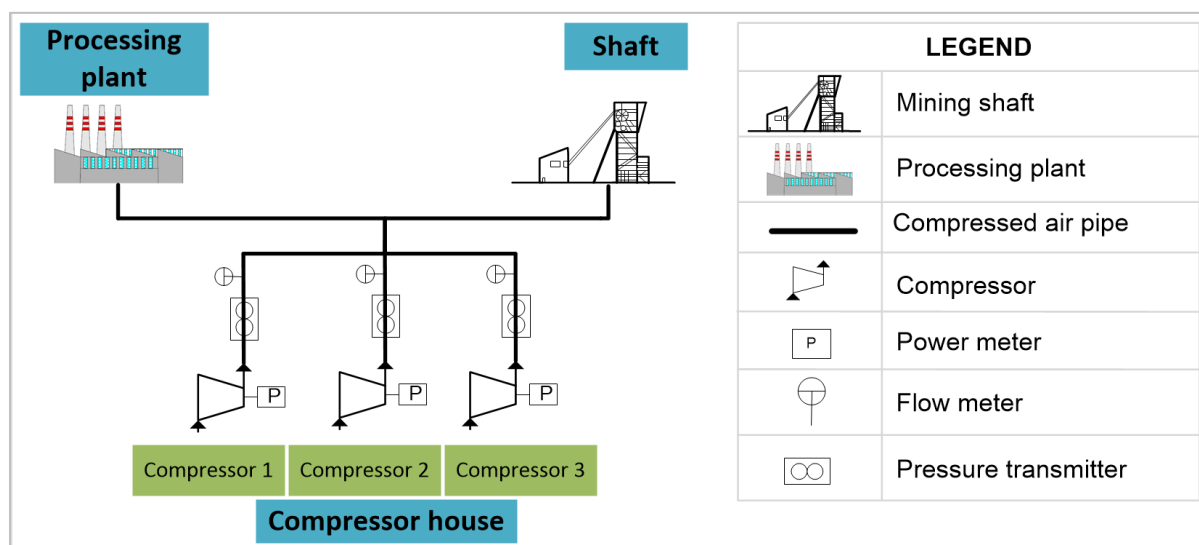 Processing
plant
Shaft
P
P
P
Compressor 1
Compressor 2
Compressor 3
Compressor house
LEGEND
Mining shaft
Processing plant
Compressed air pipe
Compressor
P
Power meter
Flow meter
Pressure transmitter